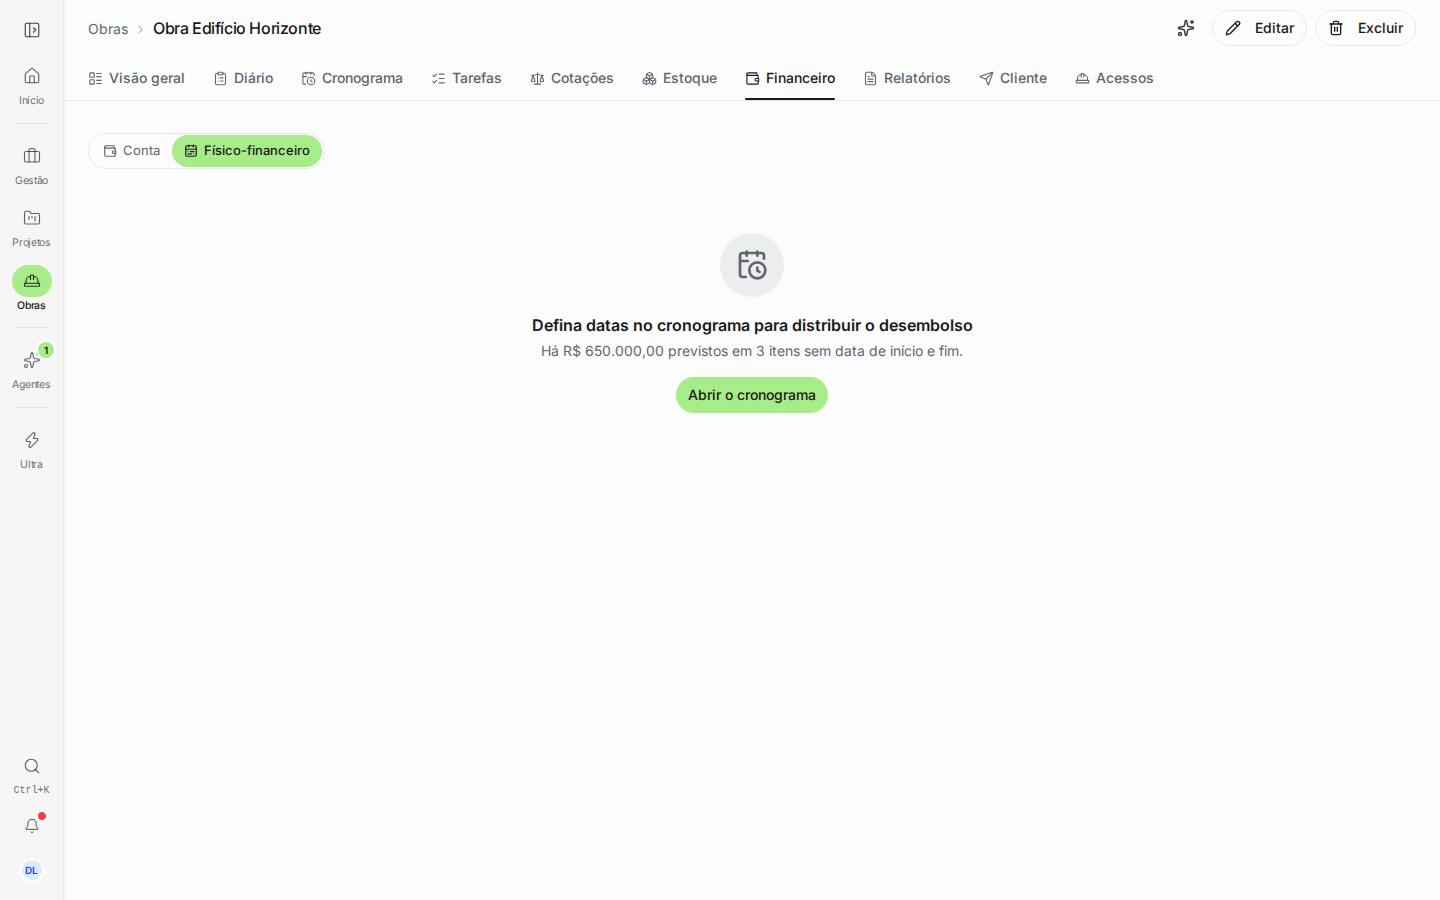 Obras
Obra Edifício Horizonte
Editar
Excluir
Início
Gestão
Projetos
Obras
1
Agentes
Ultra
Ctrl+K
DL
Visão geral
Diário
Cronograma
Tarefas
Cotações
Estoque
Financeiro
Relatórios
Cliente
Acessos
Conta
Físico-financeiro
Defina datas no cronograma para distribuir o desembolso
Há R$ 650.000,00 previstos em 3 itens sem data de início e fim.
Abrir o cronograma